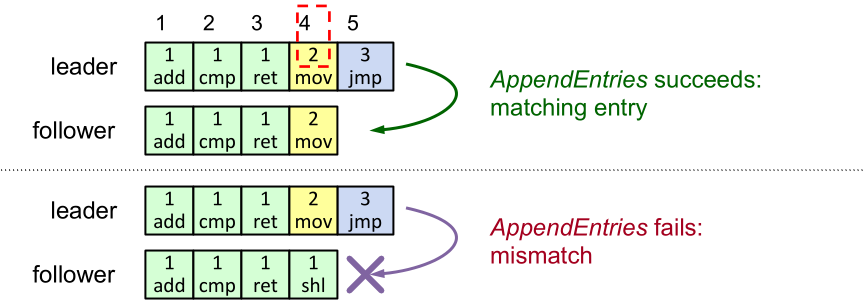 1 2 3 4 5
leader 1 1 1 2 3
add cmp ret mov jmp
AppendEntries succeeds:
matching entry
follower 1 1 1 2
add cmp ret mov
leader 1 1 1 2 3
add cmp ret mov jmp
AppendEntries fails:
mismatch
follower 1 1 1 1
add cmp ret shl